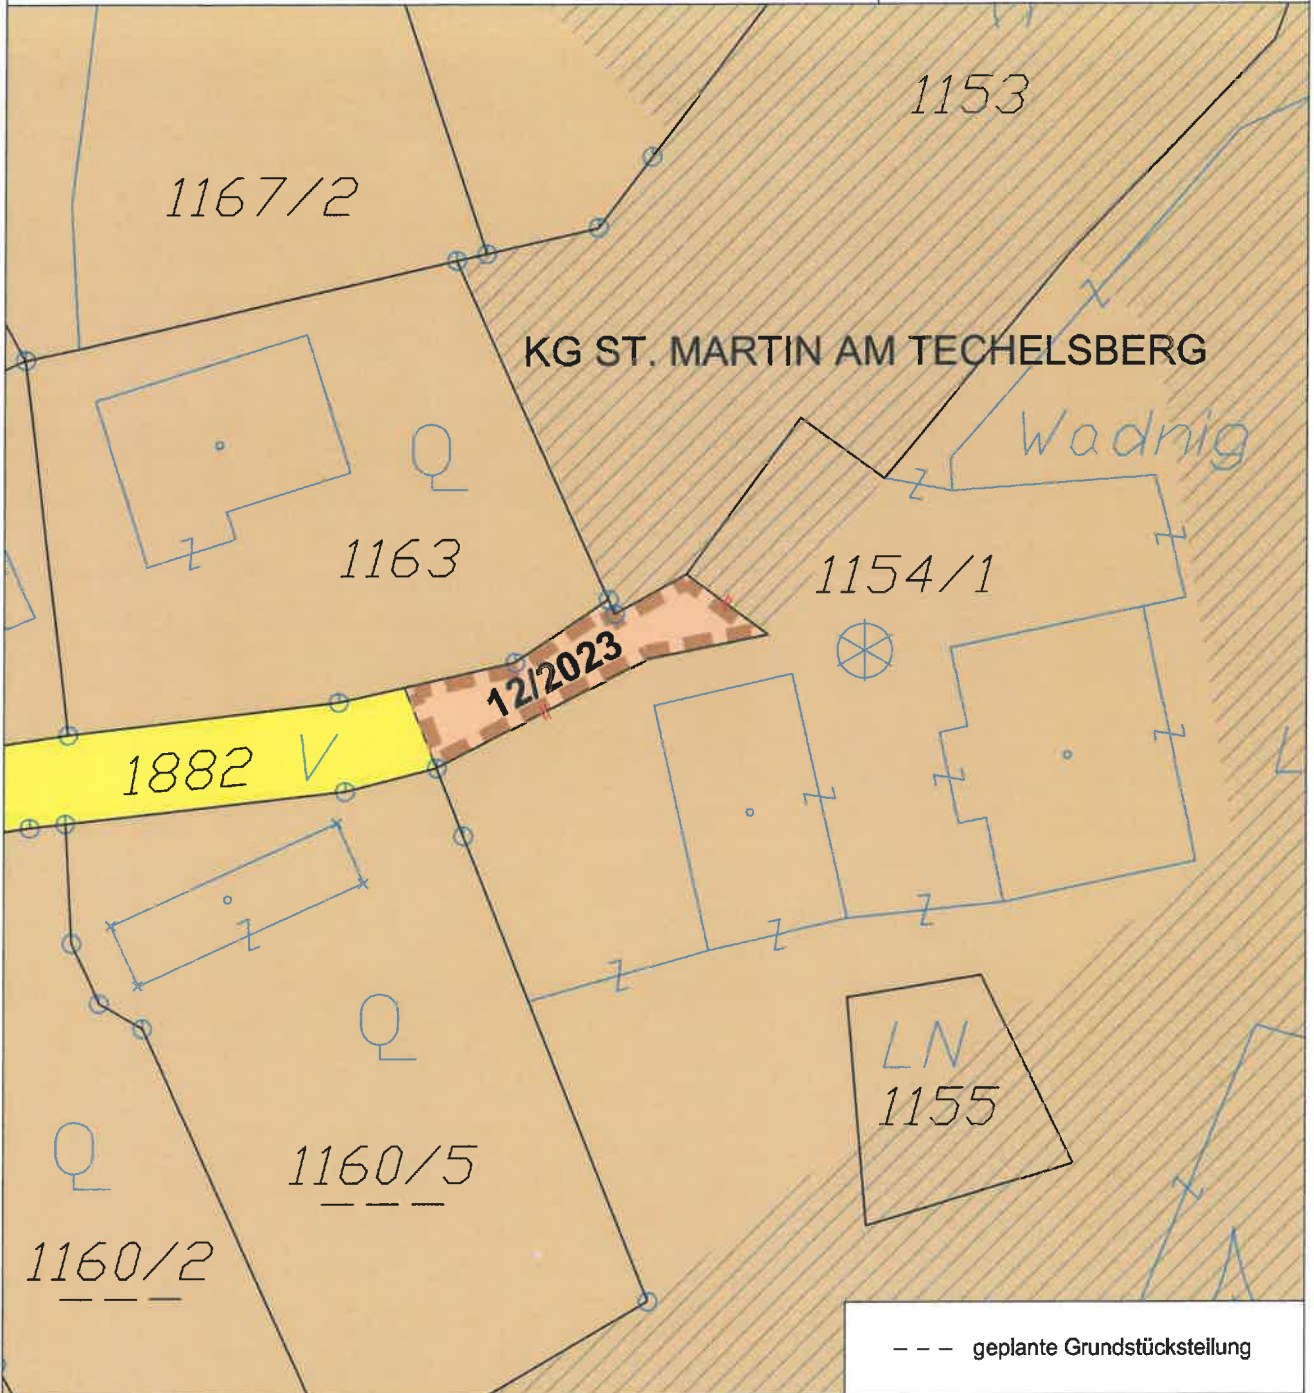 1153
1167/2
KG ST. MARTIN AM TECHELSBERG
Wadnig
1163
1154/1
12/2023
1882 V
L
LN
1155
1160/5
1160/2
geplante Grundstücksteilung